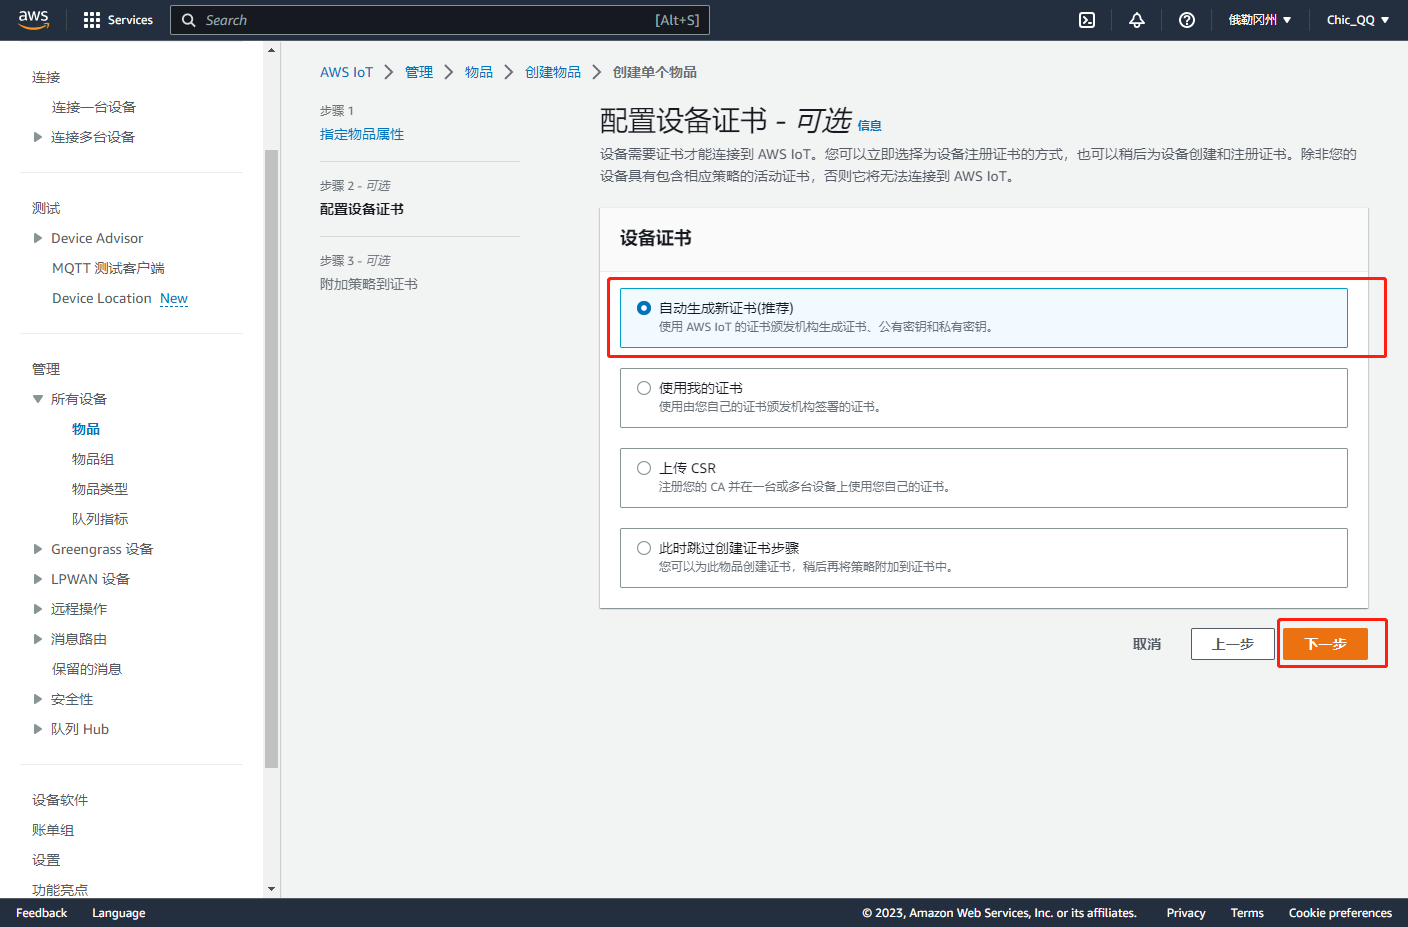 aws
Services
Search
[Alt+S]
俄勒冈州
Chic_QQ
连接
连接一台设备
连接多台设备
测试
Device Advisor
MQTT 测试客户端
Device Location New
管理
所有设备
物品
物品组
物品类型
队列指标
Greengrass 设备
LPWAN 设备
远程操作
消息路由
保留的消息
安全性
队列 Hub
设备软件
账单组
设置
功能亮点
AWS IoT
管理
物品
创建物品
创建单个物品
步骤 1
指定物品属性
步骤 2 - 可选
配置设备证书
步骤 3 - 可选
附加策略到证书
配置设备证书 - 可选 信息
设备需要证书才能连接到 AWS IoT。您可以立即选择为设备注册证书的方式，也可以稍后为设备创建和注册证书。除非您的
设备具有包含相应策略的活动证书，否则它将无法连接到 AWS IoT。
设备证书
自动生成新证书(推荐)
使用 AWS IoT 的证书颁发机构生成证书、公有密钥和私有密钥。
使用我的证书
使用由您自己的证书颁发机构签署的证书。
上传 CSR
注册您的 CA 并在一台或多台设备上使用您自己的证书。
此时跳过创建证书步骤
您可以为此物品创建证书，稍后再将策略附加到证书中。
取消
上一步
下一步
Feedback
Language
© 2023, Amazon Web Services, Inc. or its affiliates.
Privacy
Terms
Cookie preferences